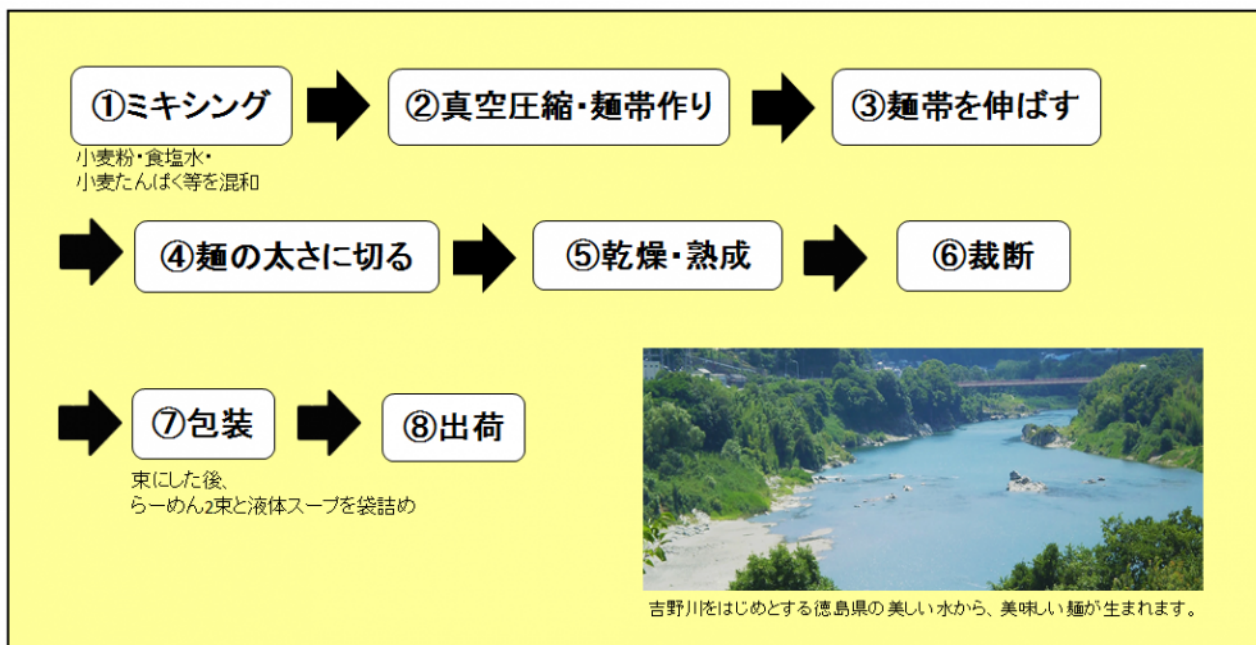 ①ミキシング
②真空圧縮・麺帯作り
③麺帯を伸ばす
小麦粉・食塩水・
小麦たんぱく等を混和
④麺の太さに切る
⑤乾燥・熟成
⑥裁断
⑦包装
⑧出荷
束にした後、
らーめん2束と液体スープを袋詰め
吉野川をはじめとする徳島県の美しい水から、美味しい麺が生まれます。